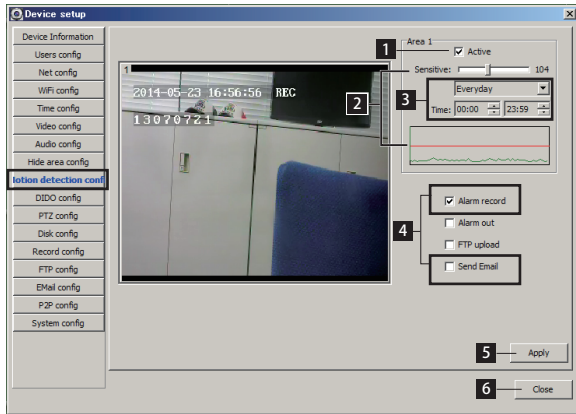 Device setup
Device Information
Users config
Net config
WiFi config
Time config
Video config
Audio config
Hide area config
lotion detection conf
DIDO config
PTZ config
Disk config
Record config
FTP config
EMail config
P2P config
System config
1
2014-05-23 16:56:56 REC
13070721
Area 1
1
Active
Sensitive: 104
2
3
Everyday
Time: 00:00 23:59
4
Alarm record
Alarm out
FTP upload
Send Email
5 Apply
6 Close